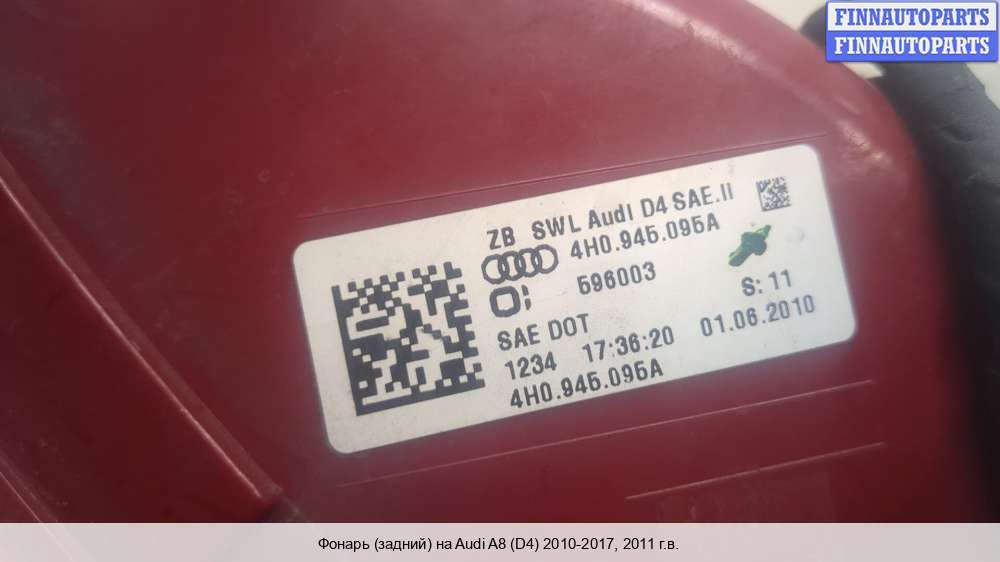 FINNAUTOPARTS
FINNAUTOPARTS
ZB SWL Audi D4 SAE.II
4H0.945.095A
596003
S: 11
SAE DOT
1234 17:36:20 01.06.2010
4H0.945.095A
Фонарь (задний) на Audi A8 (D4) 2010-2017, 2011 г.в.